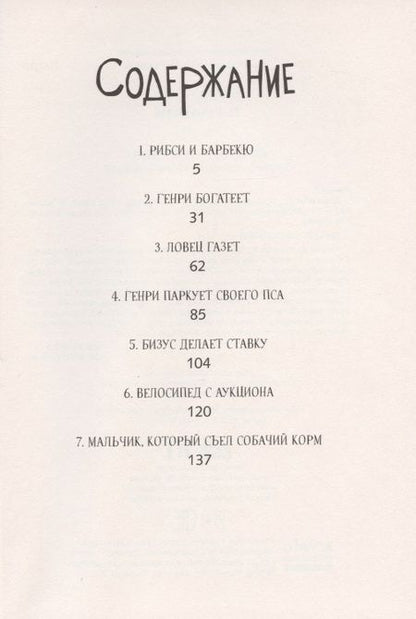 СОДЕРЖАНИЕ
1. РИБСИ И БАРБЕКЮ
5
2. ГЕНРИ БОГАТЕЕТ
31
3. ЛОВЕЦ ГАЗЕТ
62
4. ГЕНРИ ПАРКУЕТ СВОЕГО ПСА
85
5. БИЗУС ДЕЛАЕТ СТАВКУ
104
6. ВЕЛОСИПЕД С АУКЦИОНА
120
7. МАЛЬЧИК, КОТОРЫЙ СЪЕЛ СОБАЧИЙ КОРМ
137